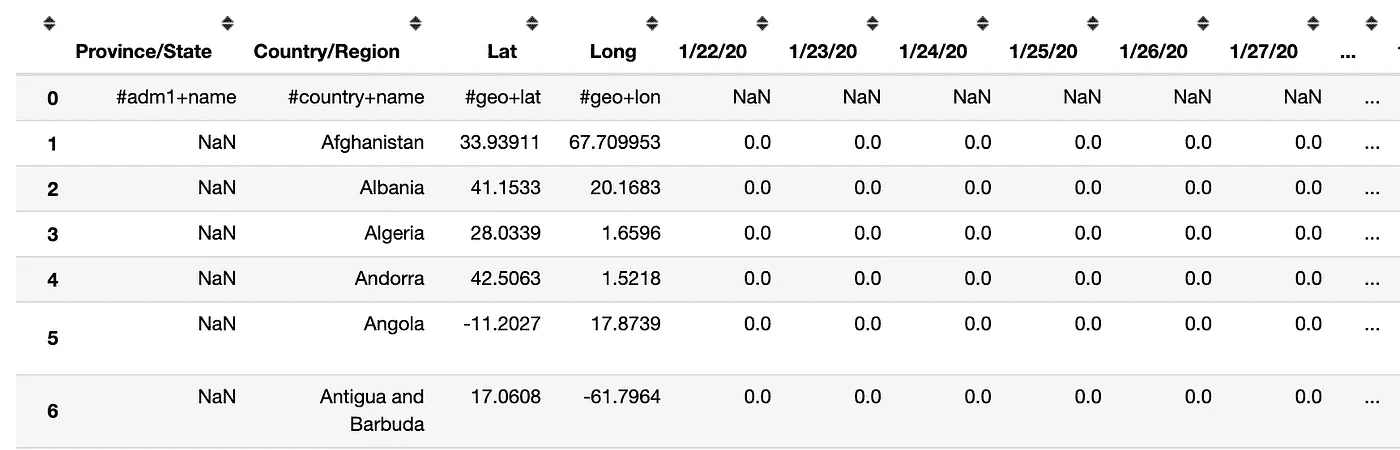 Province/State Country/Region Lat Long 1/22/20 1/23/20 1/24/20 1/25/20 1/26/20 1/27/20 ...
0 #adm1+name #country+name #geo+lat #geo+lon NaN NaN NaN NaN NaN NaN ...
1 NaN Afghanistan 33.93911 67.709953 0.0 0.0 0.0 0.0 0.0 0.0 ...
2 NaN Albania 41.1533 20.1683 0.0 0.0 0.0 0.0 0.0 0.0 ...
3 NaN Algeria 28.0339 1.6596 0.0 0.0 0.0 0.0 0.0 0.0 ...
4 NaN Andorra 42.5063 1.5218 0.0 0.0 0.0 0.0 0.0 0.0 ...
5 NaN Angola -11.2027 17.8739 0.0 0.0 0.0 0.0 0.0 0.0 ...
6 NaN Antigua and 17.0608 -61.7964 0.0 0.0 0.0 0.0 0.0 0.0 ...
Barbuda